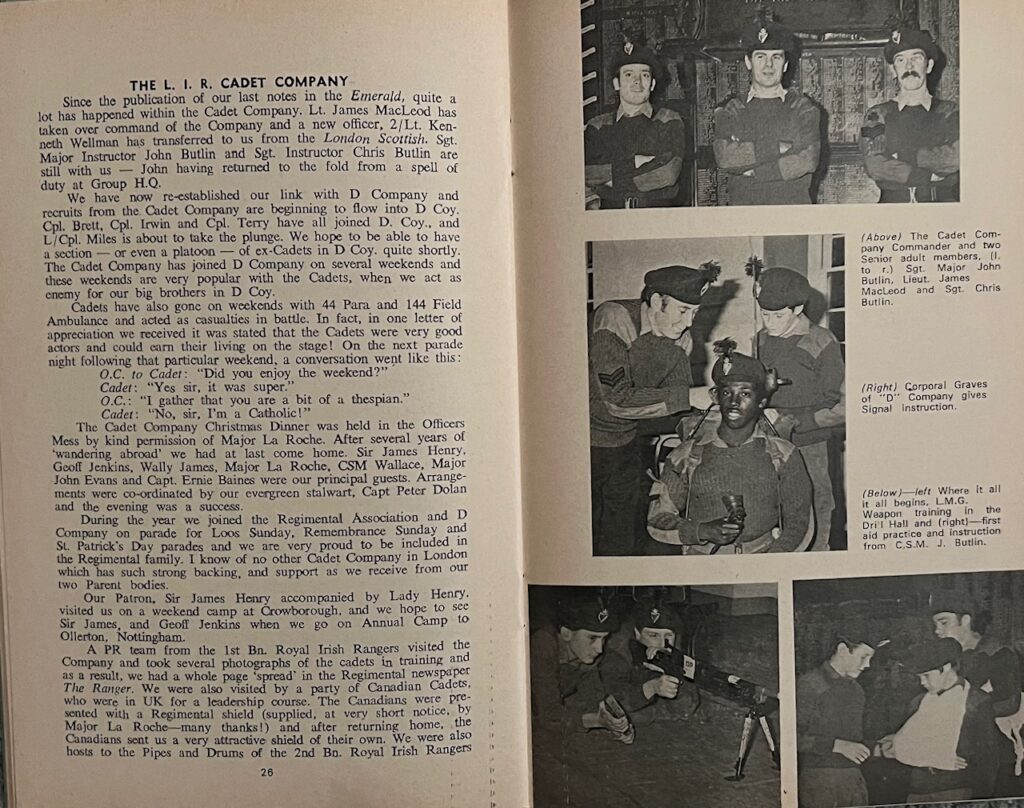 THE L. I. R. CADET COMPANY
Since the publication of our last notes in the Emerald, quite a
lot has happened within the Cadet Company. Lt. James MacLeod has
taken over command of the Company and a new officer, 2/Lt. Ken-
neth Wellman has transferred to us from the London Scottish. Sgt.
Major Instructor John Butlin and Sgt. Instructor Chris Butlin are
still with us — John having returned to the fold from a spell of
duty at Group H.Q.
We have now re-established our link with D Company and
recruits from the Cadet Company are beginning to flow into D Coy.
Cpl. Brett, Cpl. Irwin and Cpl. Terry have all joined D. Coy., and
L/Cpl. Miles is about to take the plunge. We hope to be able to have
a section — or even a platoon — of ex-Cadets in D Coy. quite shortly.
The Cadet Company has joined D Company on several weekends and
these weekends are very popular with the Cadets, when we act as
enemy for our big brothers in D Coy.
Cadets have also gone on weekends with 44 Para and 144 Field
Ambulance and acted as casualties in battle. In fact, in one letter of
appreciation we received it was stated that the Cadets were very good
actors and could earn their living on the stage! On the next parade
night following that particular weekend, a conversation went like this:
O.C. to Cadet: "Did you enjoy the weekend?"
Cadet: "Yes sir, it was super."
O.C.: "I gather that you are a bit of a thespian."
Cadet: "No, sir, I'm a Catholic!"
The Cadet Company Christmas Dinner was held in the Officers
Mess by kind permission of Major La Roche. After several years of
'wandering abroad' we had at last come home. Sir James Henry,
Geoff Jenkins, Wally James, Major La Roche, CSM Wallace, Major
John Evans and Capt. Ernie Baines were our principal guests. Arrange-
ments were co-ordinated by our evergreen stalwart, Capt Peter Dolan
and the evening was a success.
During the year we joined the Regimental Association and D
Company on parade for Loos Sunday, Remembrance Sunday and
St. Patrick's Day parades and we are very proud to be included in
the Regimental family. I know of no other Cadet Company in London
which has such strong backing, and support as we receive from our
two Parent bodies.
Our Patron, Sir James Henry accompanied by Lady Henry,
visited us on a weekend camp at Crowborough, and we hope to see
Sir James, and Geoff Jenkins when we go on Annual Camp to
Ollerton, Nottingham.
A PR team from the 1st Bn. Royal Irish Rangers visited the
Company and took several photographs of the cadets in training and
as a result, we had a whole page 'spread' in the Regimental newspaper
The Ranger. We were also visited by a party of Canadian Cadets,
who were in UK for a leadership course. The Canadians were pre-
sented with a Regimental shield (supplied, at very short notice, by
Major La Roche—many thanks!) and after returning home, the
Canadians sent us a very attractive shield of their own. We were also
hosts to the Pipes and Drums of the 2nd Bn. Royal Irish Rangers
26
(Above) The Cadet Com-
pany Commander and two
Senior adult members, (l.
to r.) Sgt. Major John
Butlin, Lieut. James
MacLeod and Sgt. Chris
Butlin.
(Right) Corporal Graves
of "D" Company gives
Signal Instruction.
(Below)—left Where it all
it all begins, L.M.G.
Weapon training in the
Drill Hall and (right)—first
aid practice and instruction
from C.S.M. J. Butlin.